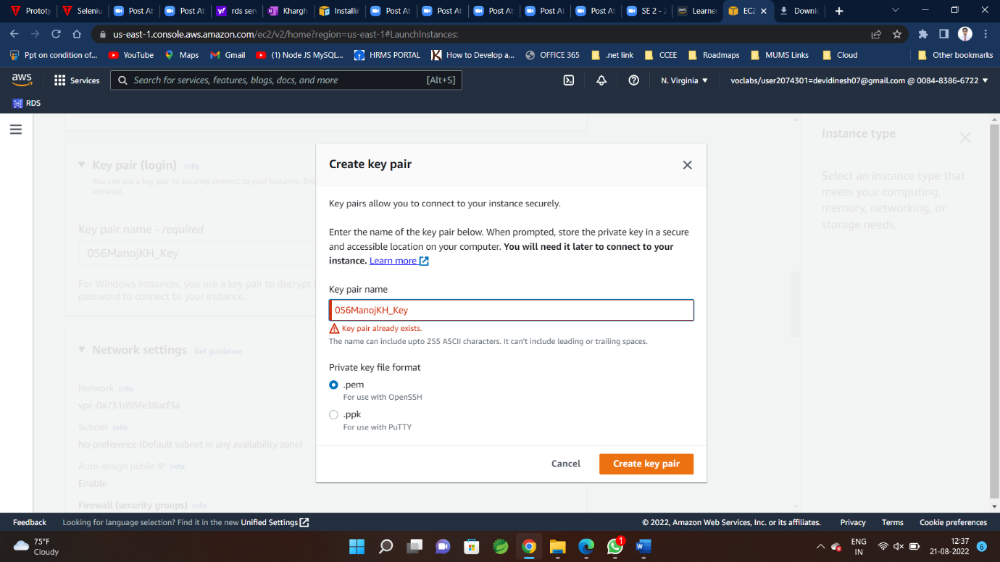 Prototy
Seleniu
Post At
Post At
rds serv
Khargh
Installin
Post At
Post At
Post At
Post At
Post At
SE 2 - 2
Learner
EC2
Downl
us-east-1.console.aws.amazon.com/ec2/v2/home?region=us-east-1#LaunchInstances:
Ppt on condition of...
YouTube
Maps
Gmail
(1) Node JS MySQL...
HRMS PORTAL
How to Develop a...
OFFICE 365
.net link
CCEE
Roadmaps
MUMS Links
Cloud
Other bookmarks
aws
Services
Search for services, features, blogs, docs, and more
[Alt+S]
N. Virginia
voclabs/user2074301=devidinesh07@gmail.com @ 0084-8386-6722
RDS
Key pair (login) Info
You can use a key pair to securely connect to your instance. Ens
instance.
Key pair name - required
056ManojKH_Key
For Windows instances, you use a key pair to decrypt
password to connect to your instance.
Network settings Get guidance
Network Info
vpc-0a731d95fe38acf3a
Subnet Info
No preference (Default subnet in any availability zone)
Auto-assign public IP Info
Enable
Firewall (security groups) Info
Create key pair
Key pairs allow you to connect to your instance securely.
Enter the name of the key pair below. When prompted, store the private key in a secure
and accessible location on your computer. You will need it later to connect to your
instance. Learn more
Key pair name
056ManojKH_Key
Key pair already exists.
The name can include upto 255 ASCII characters. It can't include leading or trailing spaces.
Private key file format
.pem
For use with OpenSSH
.ppk
For use with PuTTY
Cancel
Create key pair
Instance type
Select an instance type that
meets your computing,
memory, networking, or
storage needs.
Feedback
Looking for language selection? Find it in the new Unified Settings
© 2022, Amazon Web Services, Inc. or its affiliates.
Privacy
Terms
Cookie preferences
75°F
Cloudy
1
ENG
IN
12:37
21-08-2022
6